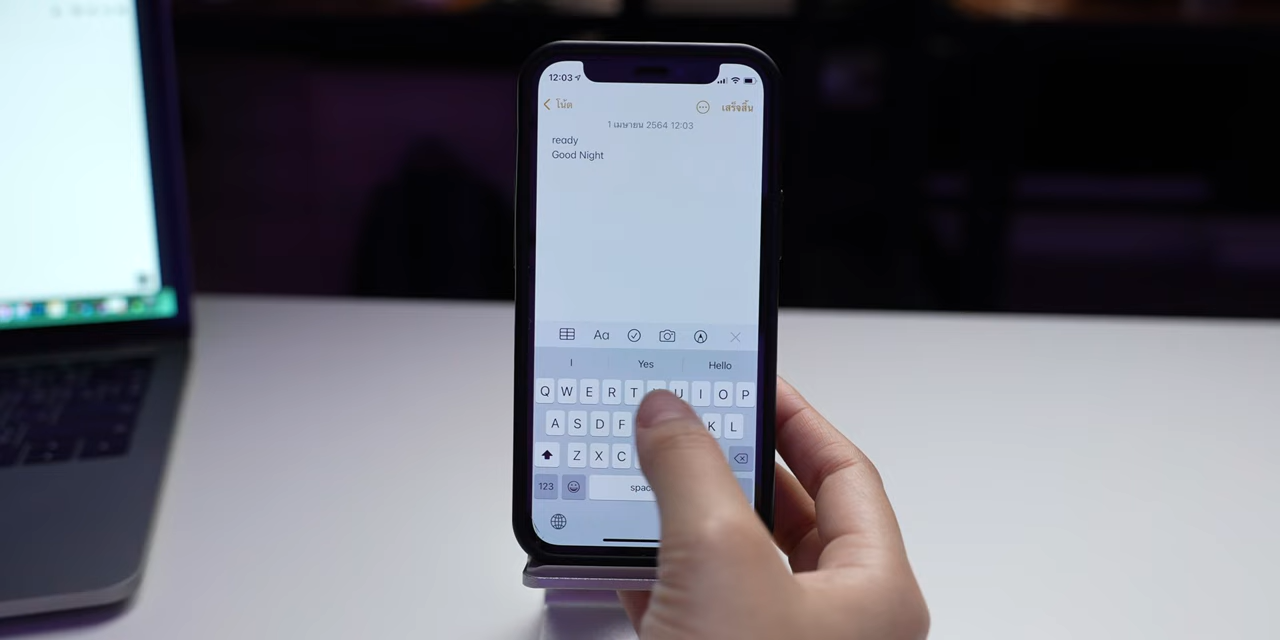 12:03
โน้ต
เสร็จสิ้น
1 เมษายน 2564 12:03
ready
Good Night
Aa
I Yes Hello
Q W E R T U I O P
A S D F K L
Z X C
123